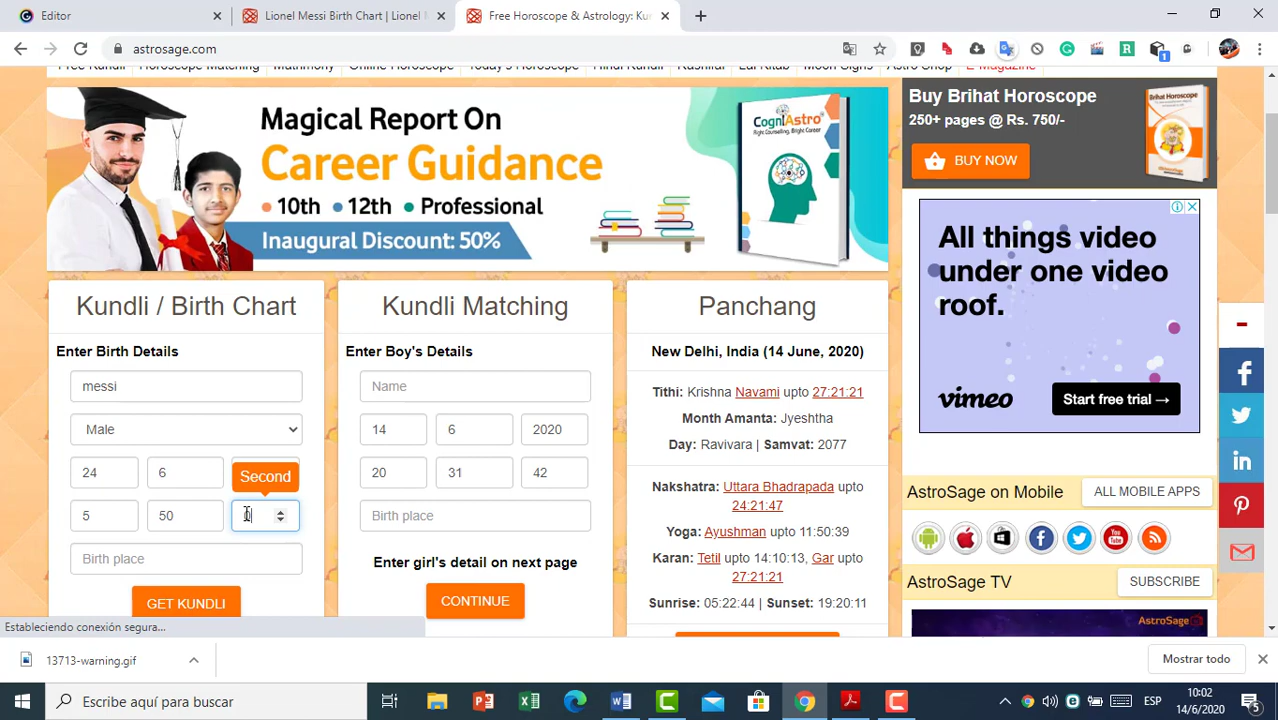 Editor
Lionel Messi Birth Chart | Lionel M
Free Horoscope & Astrology: Kun
astrosage.com
Free Kundli Horoscope Matching Matrimony Online Horoscope Today's Horoscope Hindi Kundli Rashifal Lal Kitab Moon Signs Astro Shop E-Magazine
Magical Report On
Career Guidance
10th 12th Professional
Inaugural Discount: 50%
CogniAstro
Right Counselling, Bright Career
Buy Brihat Horoscope
250+ pages @ Rs. 750/-
BUY NOW
All things video
under one video
roof.
vimeo
Start free trial →
Kundli / Birth Chart
Enter Birth Details
messi
Male
24 6
Second
5 50
Birth place
GET KUNDLI
Kundli Matching
Enter Boy's Details
Name
14 6 2020
20 31 42
Birth place
Enter girl's detail on next page
CONTINUE
Panchang
New Delhi, India (14 June, 2020)
Tithi: Krishna Navami upto 27:21:21
Month Amanta: Jyeshtha
Day: Ravivara | Samvat: 2077
Nakshatra: Uttara Bhadrapada upto
24:21:47
Yoga: Ayushman upto 11:50:39
Karan: Tetil upto 14:10:13, Gar upto
27:21:21
Sunrise: 05:22:44 | Sunset: 19:20:11
AstroSage on Mobile
ALL MOBILE APPS
AstroSage TV
SUBSCRIBE
AstroSage
Estableciendo conexión segura...
13713-warning.gif
Mostrar todo
Escribe aquí para buscar
ESP
10:02
14/6/2020
5